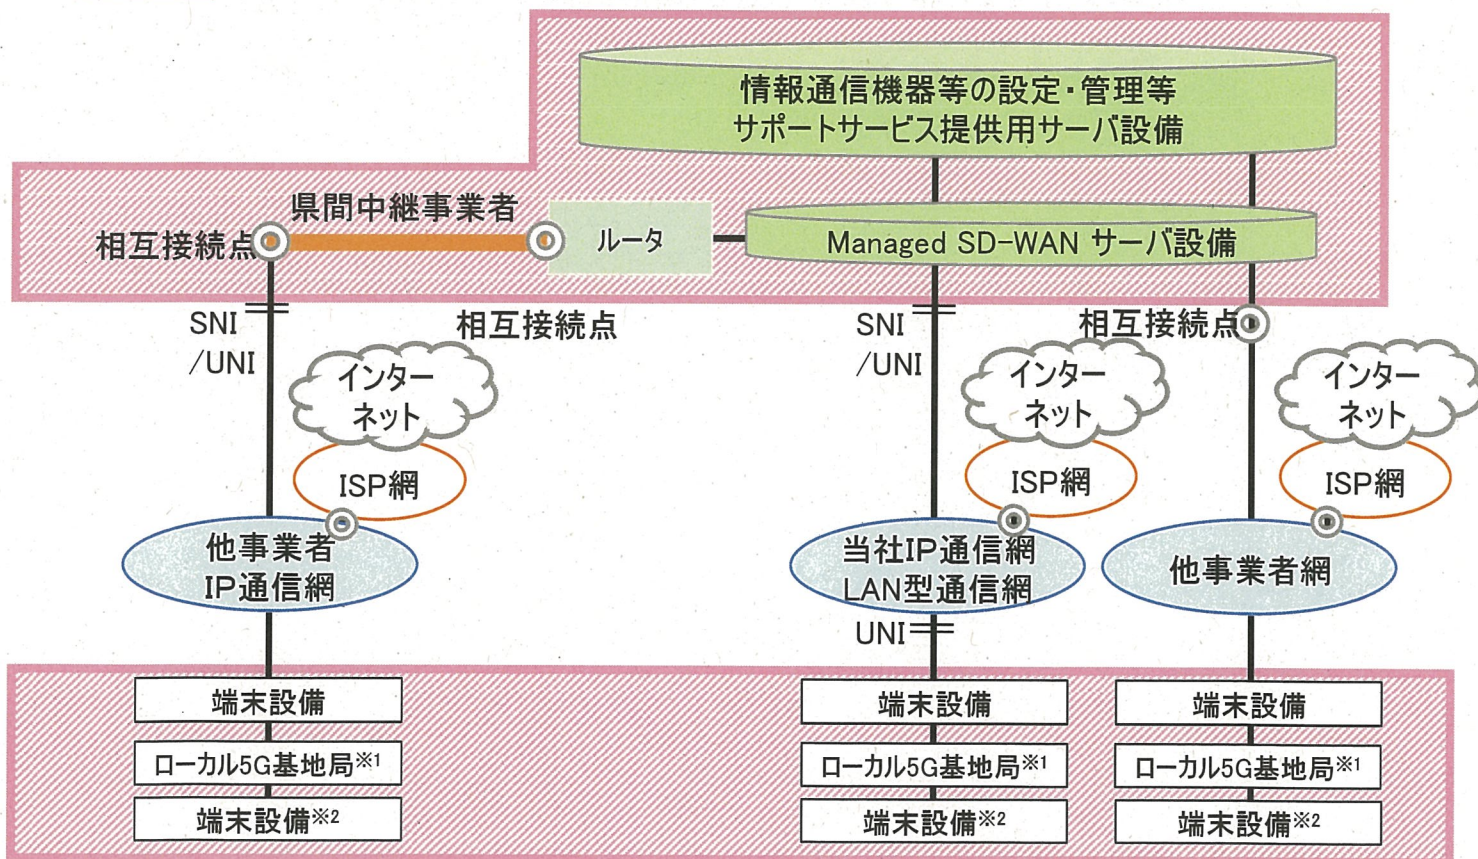 情報通信機器等の設定・管理等
サポートサービス提供用サーバ設備
県間中継事業者
相互接続点
ルータ
Managed SD-WAN サーバ設備
SNI
/UNI
相互接続点
SNI
/UNI
相互接続点
インター
ネット
ISP網
インター
ネット
ISP網
インター
ネット
ISP網
他事業者
IP通信網
当社IP通信網
LAN型通信網
他事業者網
UNI
端末設備
ローカル5G基地局※1
端末設備※2
端末設備
ローカル5G基地局※1
端末設備※2
端末設備
ローカル5G基地局※1
端末設備※2